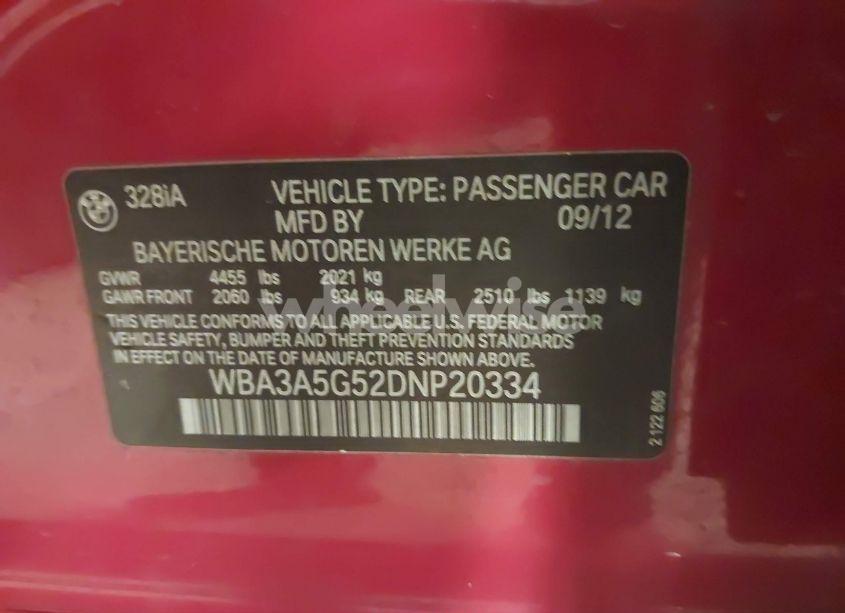 328iA VEHICLE TYPE: PASSENGER CAR
MFD BY 09/12
BAYERISCHE MOTOREN WERKE AG
GVWR 4455 lbs 2021 kg
GAWR FRONT 2060 lbs 934 kg REAR 2510 lbs 1139 kg
THIS VEHICLE CONFORMS TO ALL APPLICABLE U.S. FEDERAL MOTOR
VEHICLE SAFETY, BUMPER AND THEFT PREVENTION STANDARDS
IN EFFECT ON THE DATE OF MANUFACTURE SHOWN ABOVE.
WBA3A5G52DNP20334
2 122 606
wheelvise